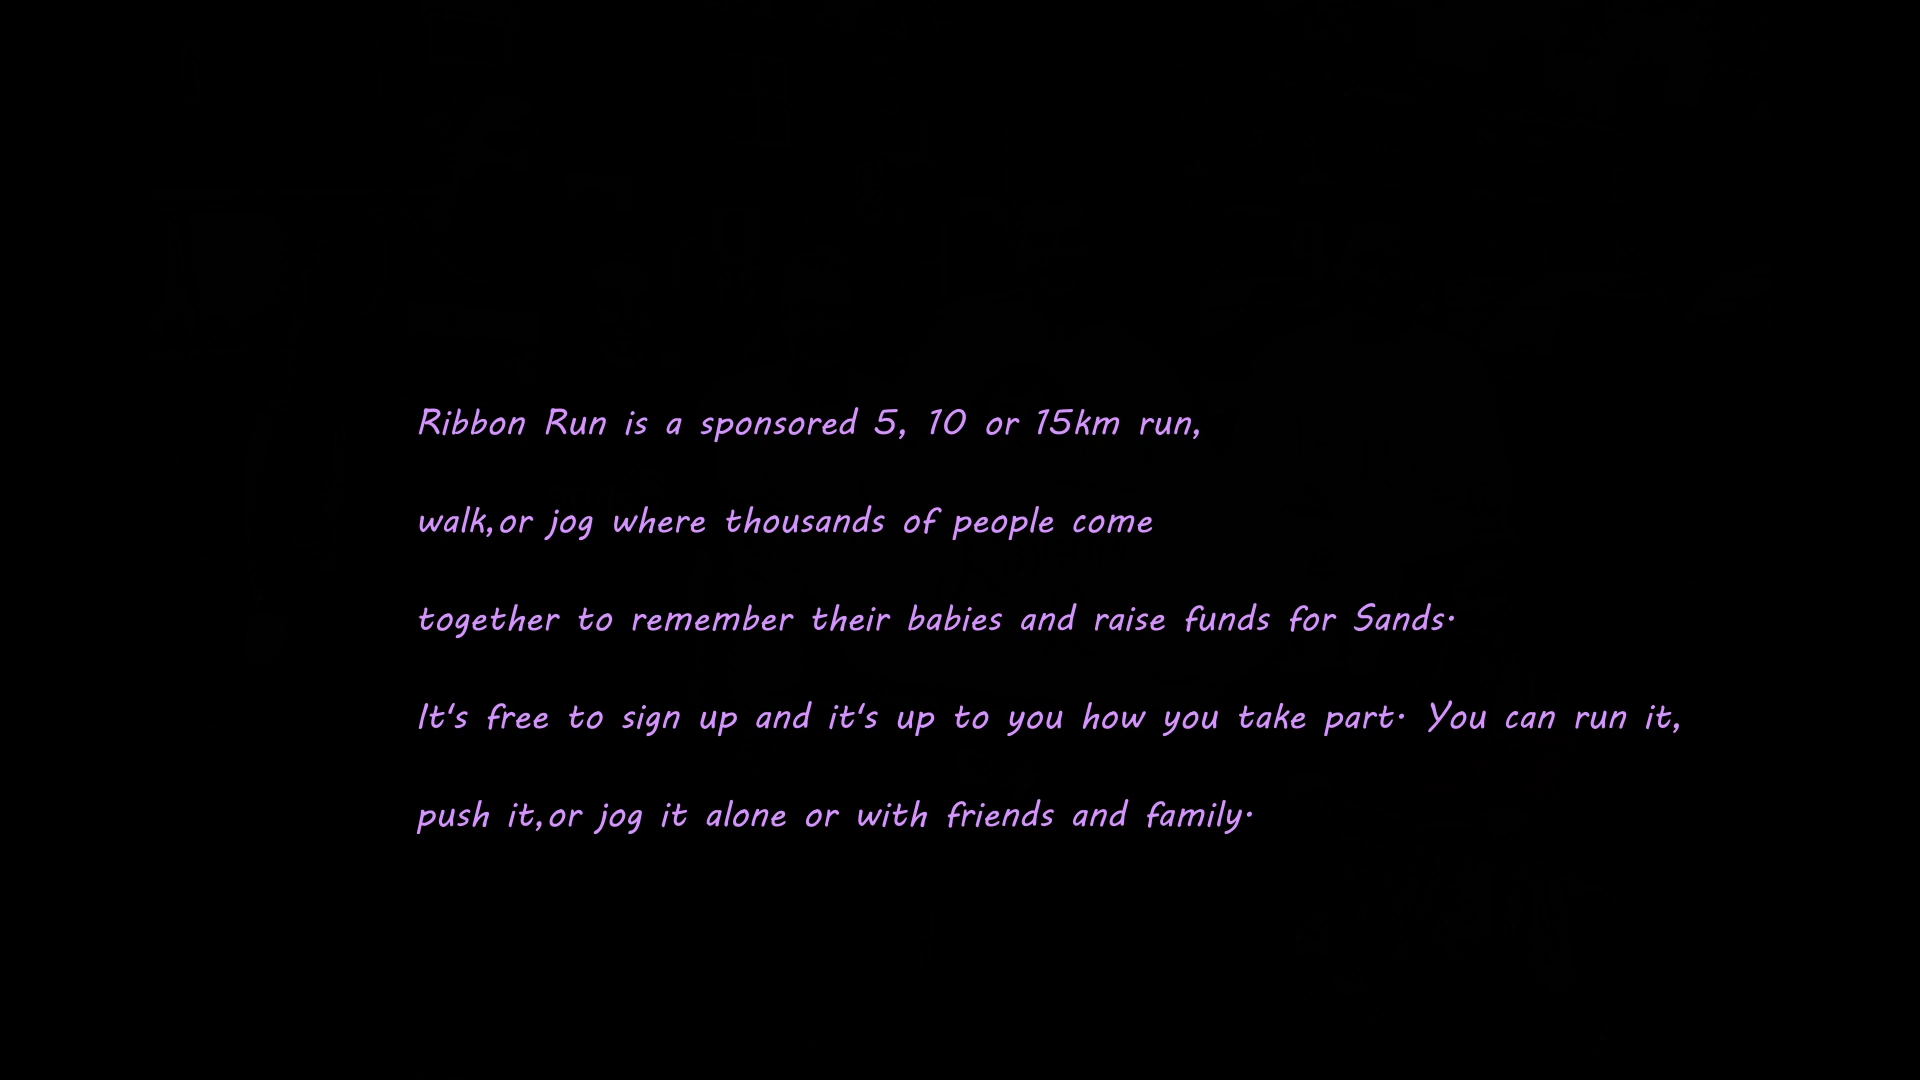 Ribbon Run is a sponsored 5, 10 or 15km run,
walk,or jog where thousands of people come
together to remember their babies and raise funds for Sands.
It's free to sign up and it's up to you how you take part. You can run it,
push it,or jog it alone or with friends and family.